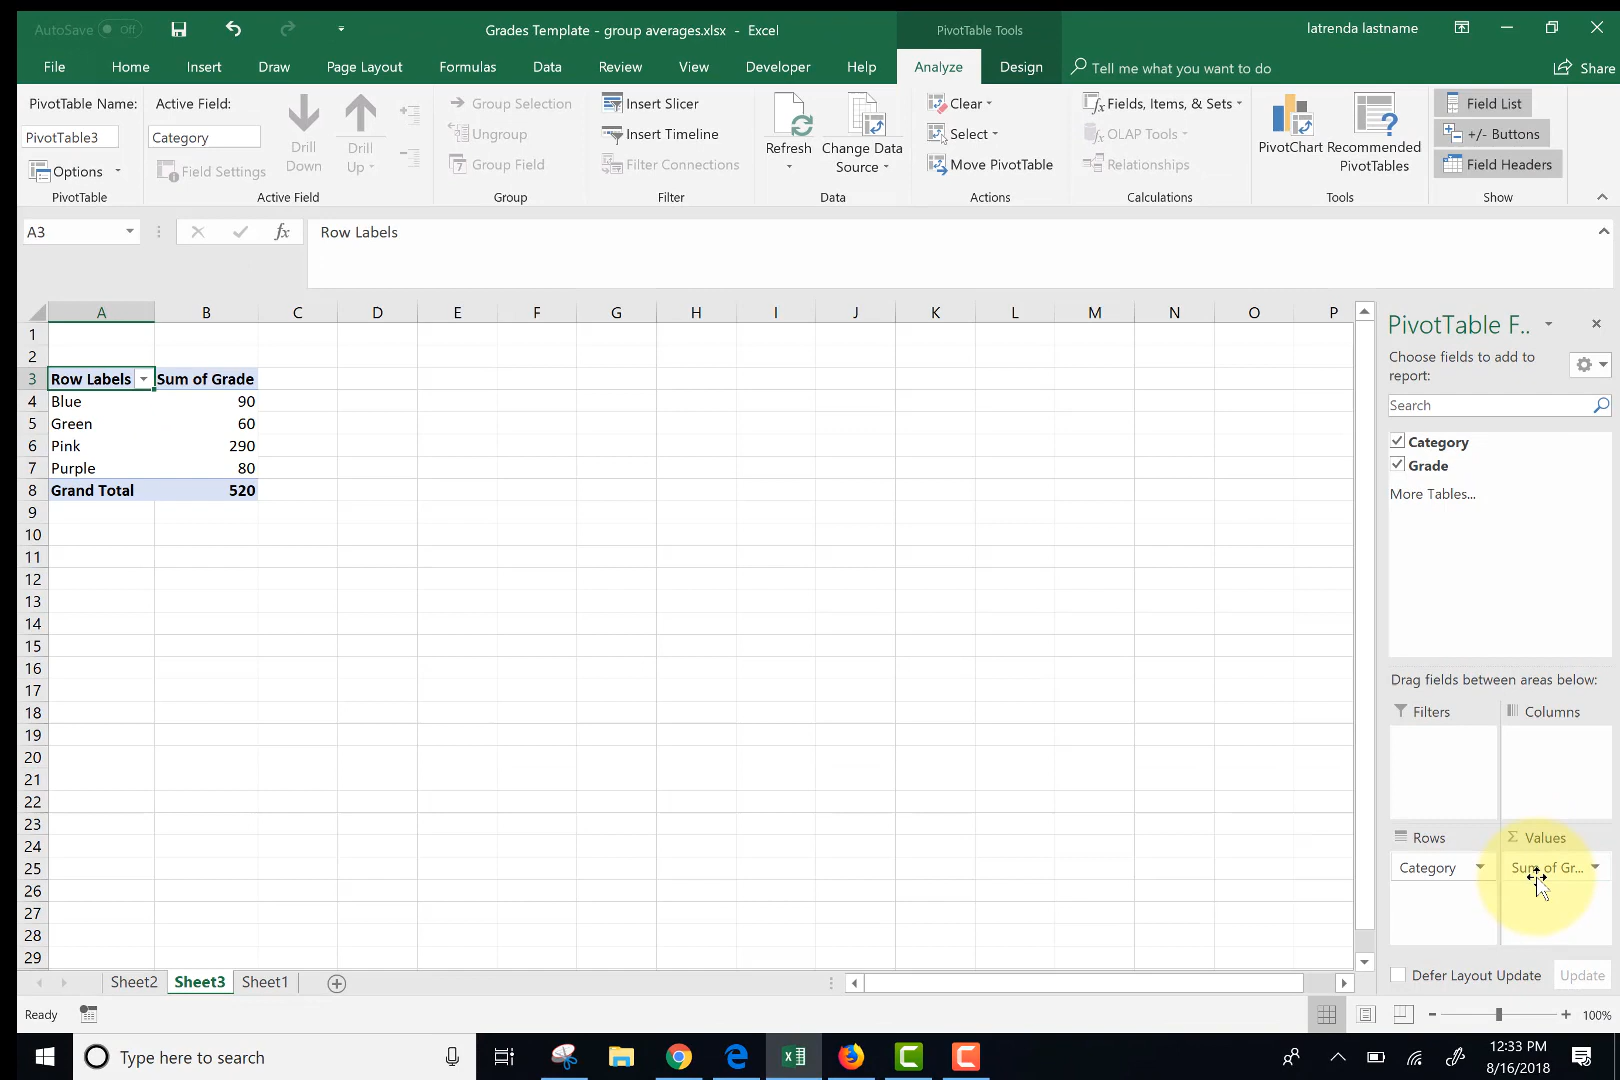 AutoSave Off
Grades Template - group averages.xlsx - Excel
PivotTable Tools
latrenda lastname
File Home Insert Draw Page Layout Formulas Data Review View Developer Help Analyze Design Tell me what you want to do Share
PivotTable Name:
PivotTable3
Options
PivotTable
Active Field:
Category
Field Settings
Drill
Down
Drill
Up
Active Field
Group Selection
Ungroup
Group Field
Group
Insert Slicer
Insert Timeline
Filter Connections
Filter
Refresh
Change Data
Source
Data
Clear
Select
Move PivotTable
Actions
Fields, Items, & Sets
OLAP Tools
Relationships
Calculations
PivotChart
Recommended
PivotTables
Tools
Field List
+/- Buttons
Field Headers
Show
A3
fx
Row Labels
A B C D E F G H I J K L M N O P
1
2
3 Row Labels Sum of Grade
4 Blue 90
5 Green 60
6 Pink 290
7 Purple 80
8 Grand Total 520
9
10
11
12
13
14
15
16
17
18
19
20
21
22
23
24
25
26
27
28
29
PivotTable F..
Choose fields to add to
report:
Search
Category
Grade
More Tables...
Drag fields between areas below:
Filters
Columns
Rows
Σ Values
Category
Sum of Gr...
Defer Layout Update
Update
Sheet2 Sheet3 Sheet1
Ready
100%
Type here to search
12:33 PM
8/16/2018